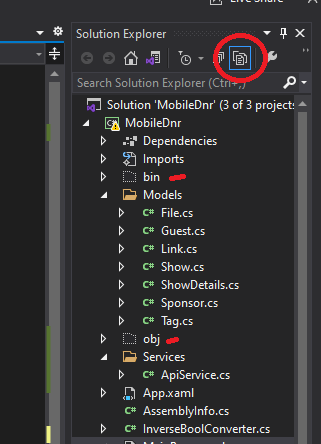 Live Share
Solution Explorer
Search Solution Explorer (Ctrl+;)
Solution 'MobileDnr' (3 of 3 projects
MobileDnr
Dependencies
Imports
bin
Models
File.cs
Guest.cs
Link.cs
Show.cs
ShowDetails.cs
Sponsor.cs
Tag.cs
obj
Services
ApiService.cs
App.xaml
AssemblyInfo.cs
InverseBoolConverter.cs